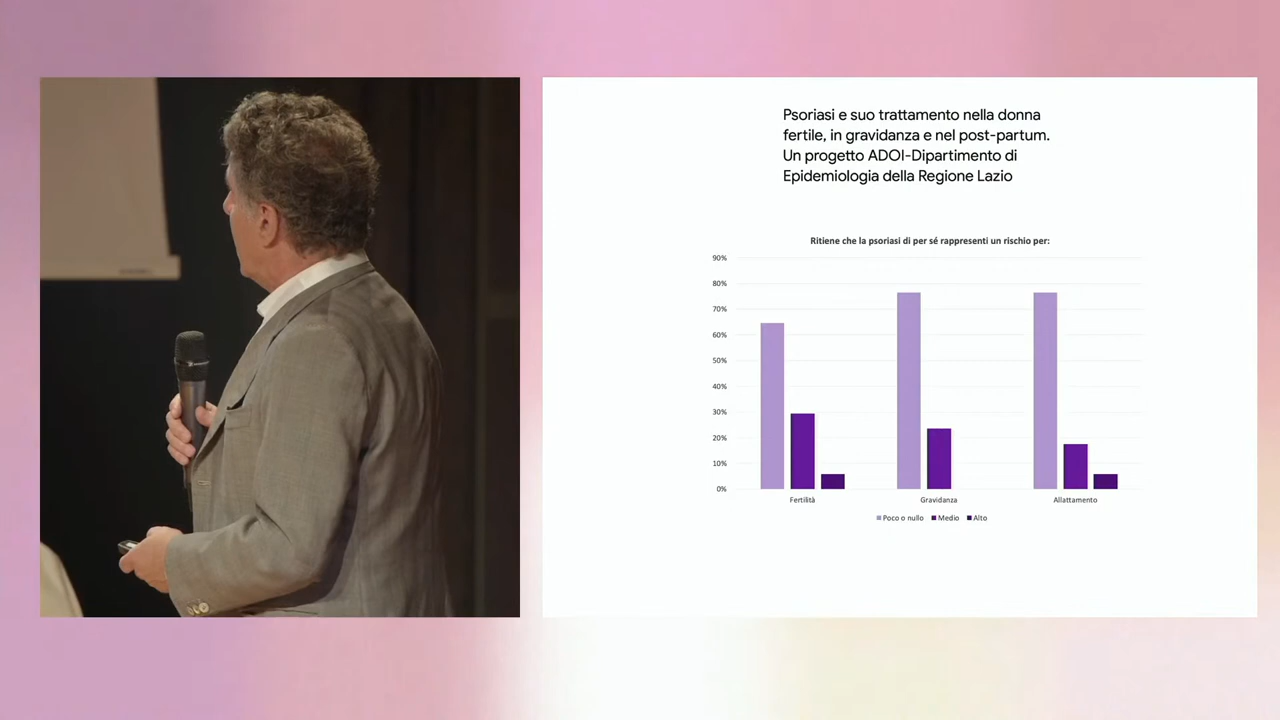 Psoriasi e suo trattamento nella donna
fertile, in gravidanza e nel post-partum.
Un progetto ADOI-Dipartimento di
Epidemiologia della Regione Lazio
Ritiene che la psoriasi di per sé rappresenti un rischio per:
90%
80%
70%
60%
50%
40%
30%
20%
10%
0%
Fertilità Gravidanza Allattamento
Poco o nullo Medio Alto